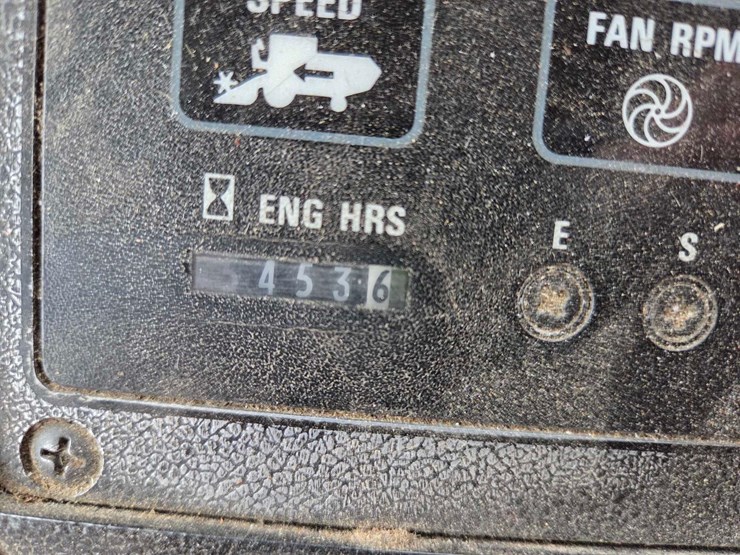 SPEED
FAN RPM
ENG HRS
E
S
4536